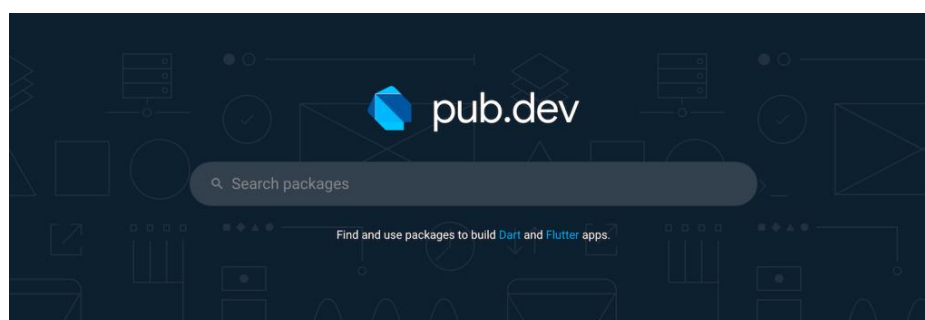 pub.dev
Search packages
Find and use packages to build Dart and Flutter apps.